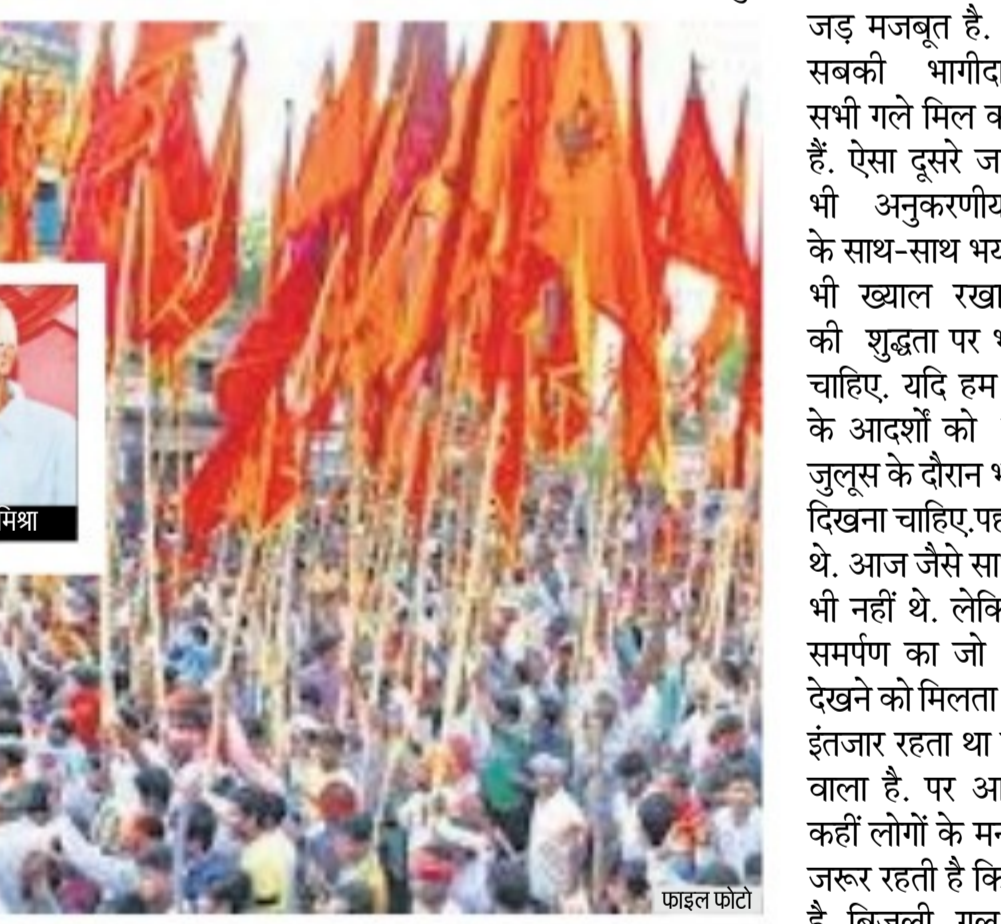 मिश्रा
फाइल फोटो
जड़ मजबूत है.
सबकी भागीदा
सभी गले मिल
हैं. ऐसा दूसरे ज
भी अनुकरणीय
के साथ-साथ भय
भी ख्याल रखा
की शुद्धता पर
चाहिए. यदि हम
के आदर्शों को
जुलूस के दौरान
दिखना चाहिए.पह
थे. आज जैसे सा
भी नहीं थे. लेकि
समर्पण का जो
देखने को मिलता
इंतजार रहता था
वाला है. पर आ
कहीं लोगों के मन
जरूर रहती है कि
है बिजली गुल